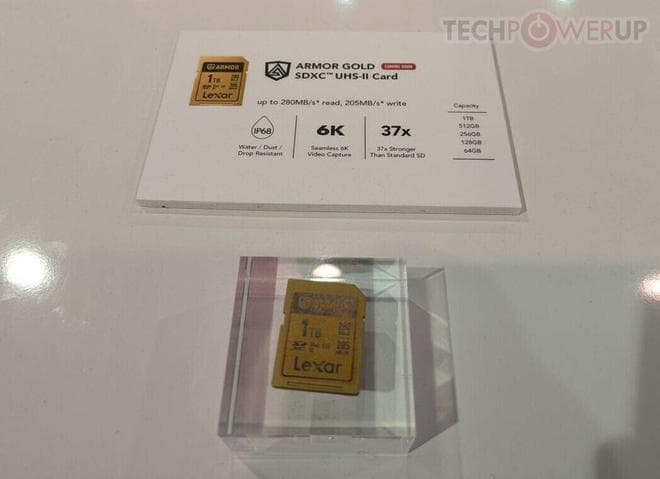 TECHPOWERUP
ARMOR GOLD COMING SOON
SDXC™ UHS-II Card
ARMOR
1TB
Lexar
up to 280MB/s* read, 205MB/s* write
IP68
Water / Dust /
Drop Resistant
6K
Seamless 6K
Video Capture
37x
37x Stronger
Than Standard SD
Capacity
1TB
512GB
256GB
128GB
64GB
1TB
Lexar